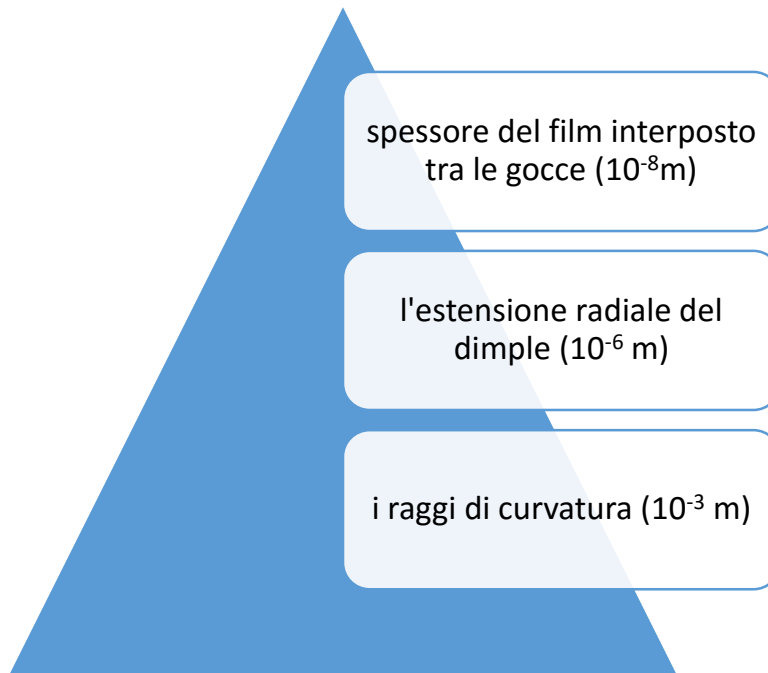 spessore del film interposto
tra le gocce (10⁻⁸m)
l'estensione radiale del
dimple (10⁻⁶ m)
i raggi di curvatura (10⁻³ m)